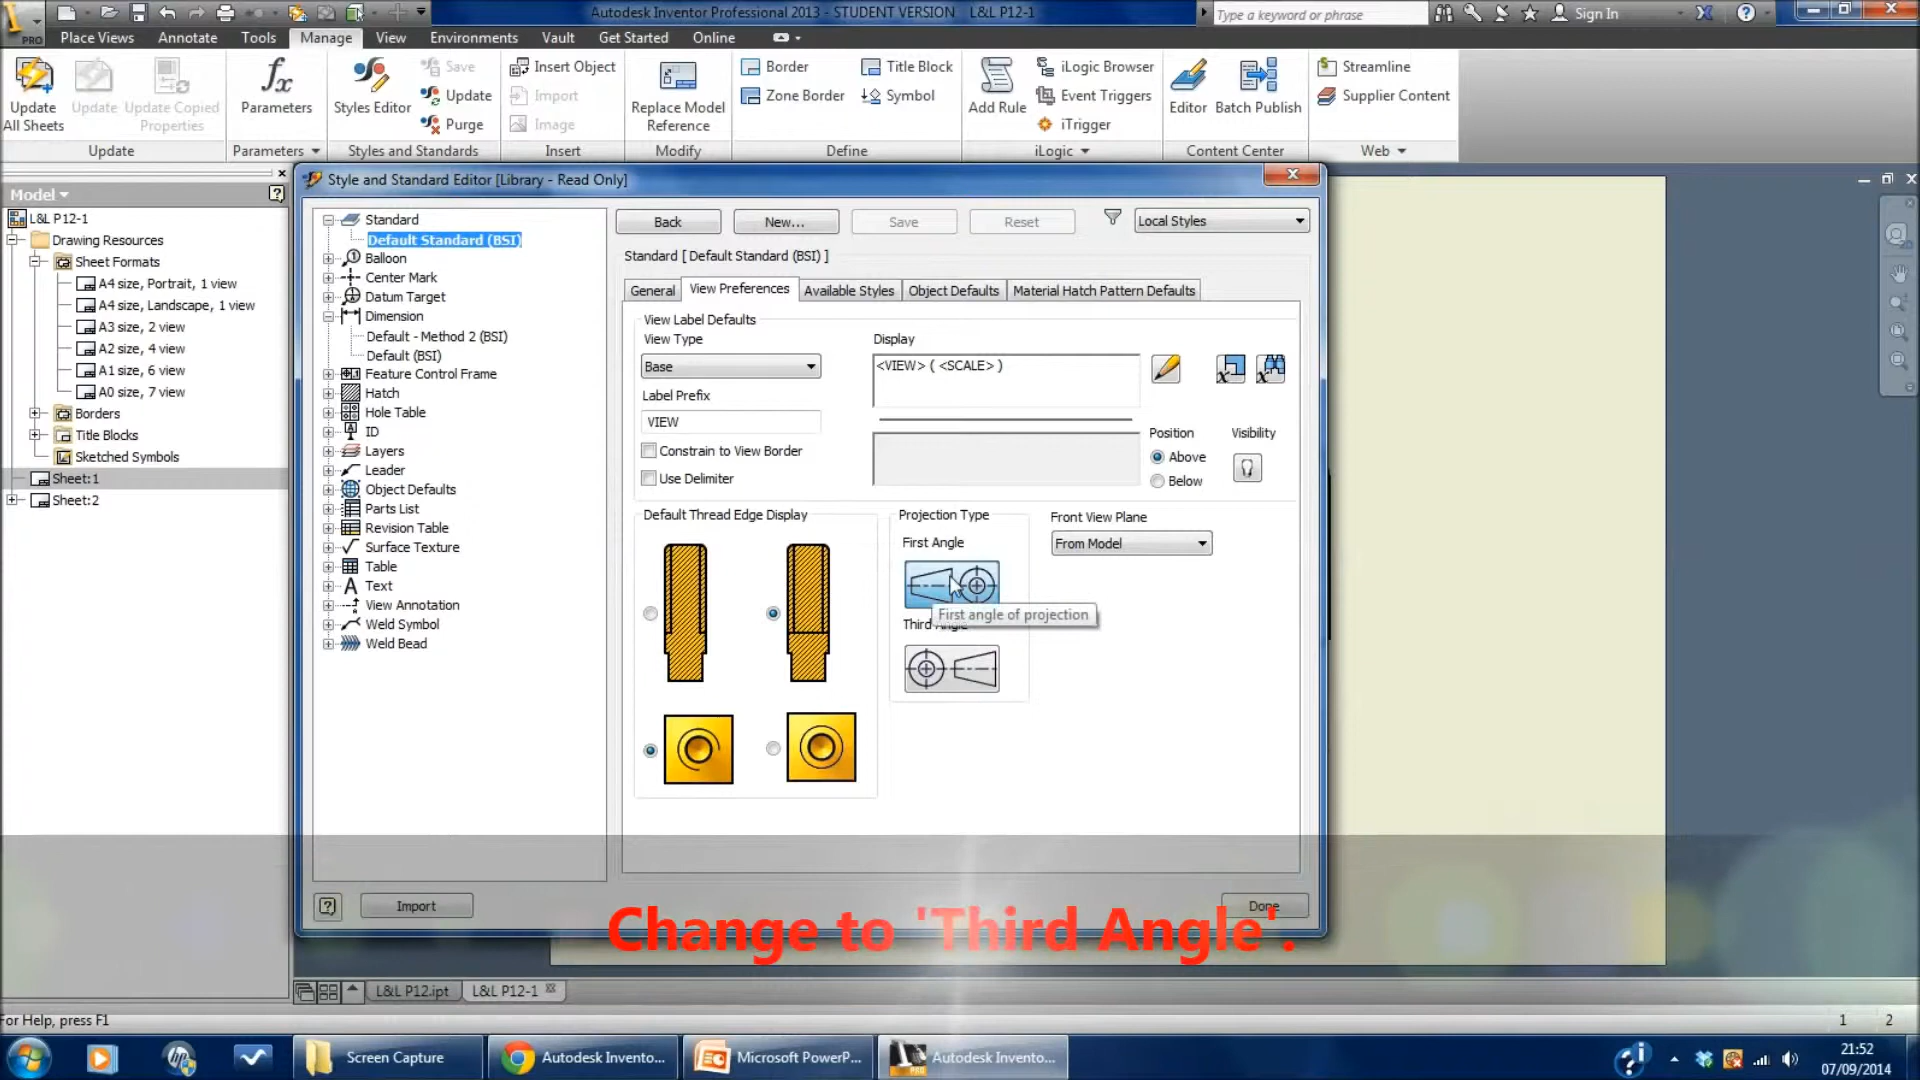 Autodesk Inventor Professional 2013 - STUDENT VERSION L&L P12-1
Type a keyword or phrase
Sign In
PRO
Place Views Annotate Tools Manage View Environments Vault Get Started Online
Update All Sheets
Update
Update Copied Properties
Update
Parameters
Parameters
Styles Editor
Save
Update
Purge
Styles and Standards
Insert Object
Import
Image
Insert
Replace Model Reference
Modify
Border
Zone Border
Title Block
Symbol
Define
Add Rule
iLogic Browser
Event Triggers
iTrigger
iLogic
Editor
Batch Publish
Content Center
Streamline
Supplier Content
Web
Model
L&L P12-1
Drawing Resources
Sheet Formats
A4 size, Portrait, 1 view
A4 size, Landscape, 1 view
A3 size, 2 view
A2 size, 4 view
A1 size, 6 view
A0 size, 7 view
Borders
Title Blocks
Sketched Symbols
Sheet:1
Sheet:2
Style and Standard Editor [Library - Read Only]
Standard
Default Standard (BSI)
Balloon
Center Mark
Datum Target
Dimension
Default - Method 2 (BSI)
Default (BSI)
Feature Control Frame
Hatch
Hole Table
ID
Layers
Leader
Object Defaults
Parts List
Revision Table
Surface Texture
Table
Text
View Annotation
Weld Symbol
Weld Bead
Back New... Save Reset Local Styles
Standard [ Default Standard (BSI) ]
General View Preferences Available Styles Object Defaults Material Hatch Pattern Defaults
View Label Defaults
View Type
Base
Label Prefix
VIEW
Constrain to View Border
Use Delimiter
Display
<VIEW> ( <SCALE> )
Position
Above
Below
Visibility
Default Thread Edge Display
Projection Type
First Angle
First angle of projection
Third Angle
Front View Plane
From Model
Import
Done
Change to 'Third Angle'.
L&L P12.ipt L&L P12-1
For Help, press F1
1 2
Screen Capture
Autodesk Invento...
Microsoft PowerP...
Autodesk Invento...
21:52
07/09/2014